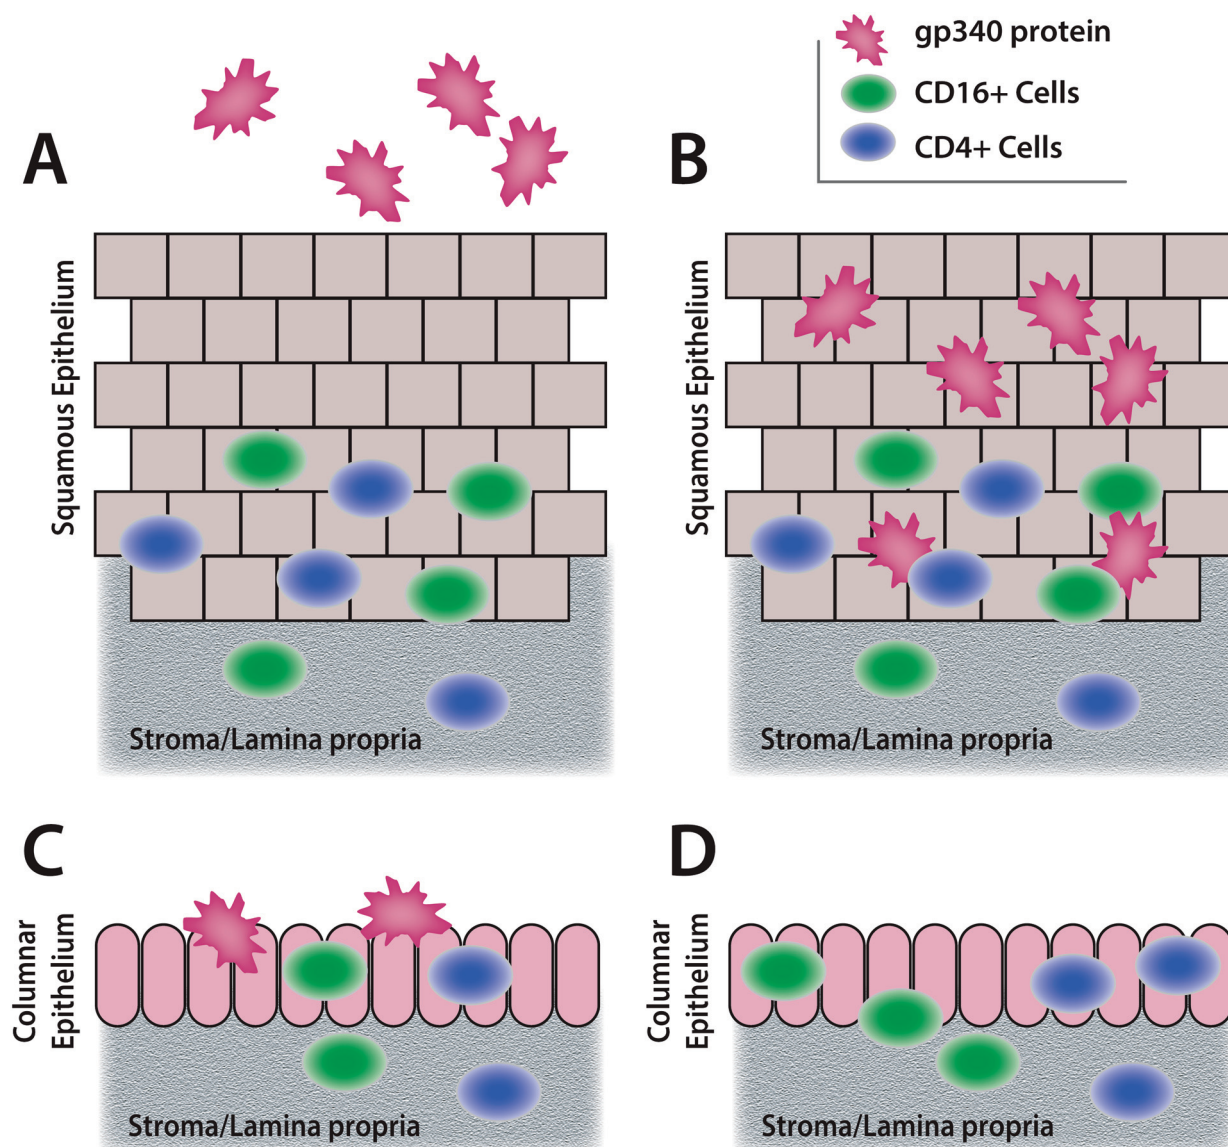 gp340 protein
CD16+ Cells
CD4+ Cells
A
B
Squamous Epithelium
Squamous Epithelium
Stroma/Lamina propria
Stroma/Lamina propria
C
D
Columnar
Epithelium
Columnar
Epithelium
Stroma/Lamina propria
Stroma/Lamina propria